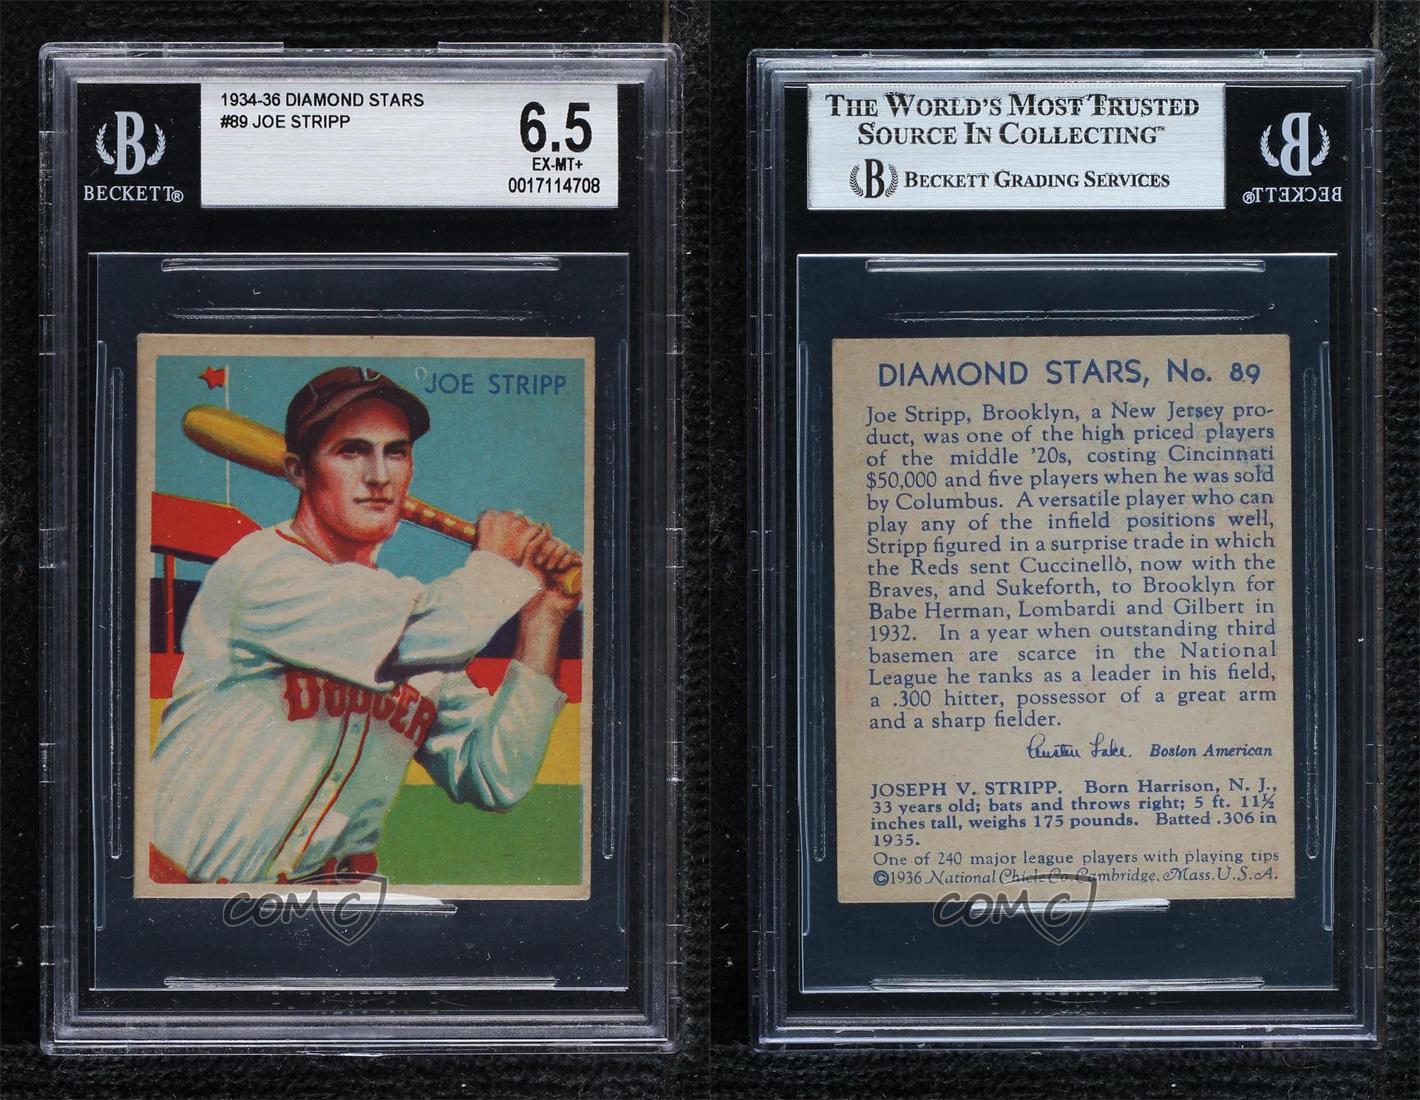 1934-36 DIAMOND STARS
#89 JOE STRIPP
6.5
EX-MT+
0017114708
B
BECKETT®
JOE STRIPP
DODGER
COMC
THE WORLD'S MOST TRUSTED
SOURCE IN COLLECTING™
B BECKETT GRADING SERVICES
B
BECKETT®
DIAMOND STARS, No. 89
Joe Stripp, Brooklyn, a New Jersey pro-
duct, was one of the high priced players
of the middle '20s, costing Cincinnati
$50,000 and five players when he was sold
by Columbus. A versatile player who can
play any of the infield positions well,
Stripp figured in a surprise trade in which
the Reds sent Cuccinello, now with the
Braves, and Sukeforth, to Brooklyn for
Babe Herman, Lombardi and Gilbert in
1932. In a year when outstanding third
basemen are scarce in the National
League he ranks as a leader in his field,
a .300 hitter, possessor of a great arm
and a sharp fielder.
Austen Lake. Boston American
JOSEPH V. STRIPP. Born Harrison, N. J.,
33 years old; bats and throws right; 5 ft. 11½
inches tall, weighs 175 pounds. Batted .306 in
1935.
One of 240 major league players with playing tips
©1936 National Chicle Co. Cambridge, Mass. U.S.A.
COMC